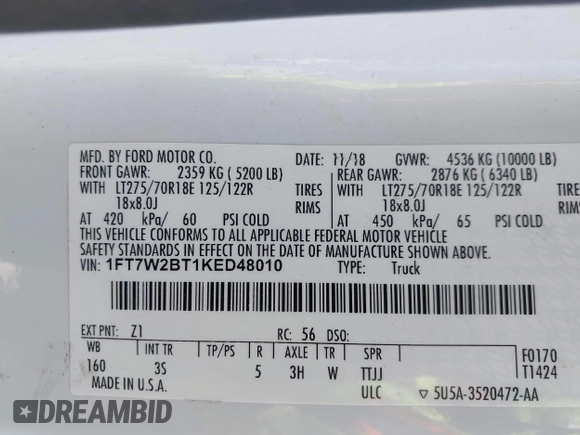 MFG. BY FORD MOTOR CO. DATE: 11/18 GVWR: 4536 KG (10000 LB)
FRONT GAWR: 2359 KG ( 5200 LB) REAR GAWR: 2876 KG ( 6340 LB)
WITH LT275/70R18E 125/122R TIRES WITH LT275/70R18E 125/122R TIRES
18x8.0J RIMS 18x8.0J RIMS
AT 420 kPa/ 60 PSI COLD AT 450 kPa/ 65 PSI COLD
THIS VEHICLE CONFORMS TO ALL APPLICABLE FEDERAL MOTOR VEHICLE
SAFETY STANDARDS IN EFFECT ON THE DATE OF MANUFACTURE SHOWN ABOVE.
VIN: 1FT7W2BT1KED48010 TYPE: Truck
EXT PNT: Z1 RC: 56 DSO: F0170
WB INT TR TP/PS R AXLE TR SPR T1424
160 3S 5 3H W TTJJ
MADE IN U.S.A. ULC ▽ 5U5A-3520472-AA
DREAMBID